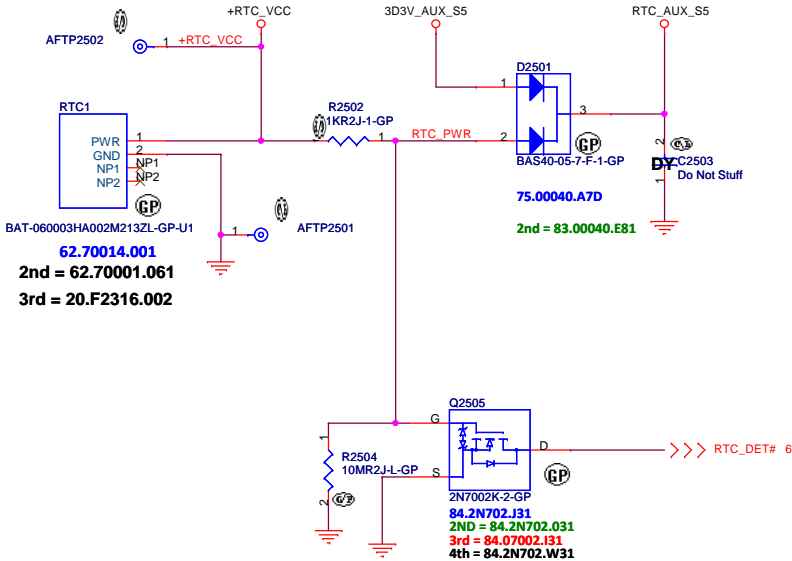 +RTC_VCC
3D3V_AUX_S5
RTC_AUX_S5
AFTP2502
1
+RTC_VCC
D2501
1
3
2
BAS40-05-7-F-1-GP
GP
75.00040.A7D
2nd = 83.00040.E81
RTC1
PWR
1
GND
2
NP1
NP1
NP2
NP2
GP
BAT-060003HA002M213ZL-GP-U1
62.70014.001
2nd = 62.70001.061
3rd = 20.F2316.002
R2502
1KR2J-1-GP
1
RTC_PWR
2
DY
C2503
Do Not Stuff
1
1
AFTP2501
Q2505
G
D
S
2N7002K-2-GP
GP
84.2N702.J31
2ND = 84.2N702.031
3rd = 84.07002.I31
4th = 84.2N702.W31
RTC_DET# 6
1
R2504
10MR2J-L-GP
2
GP